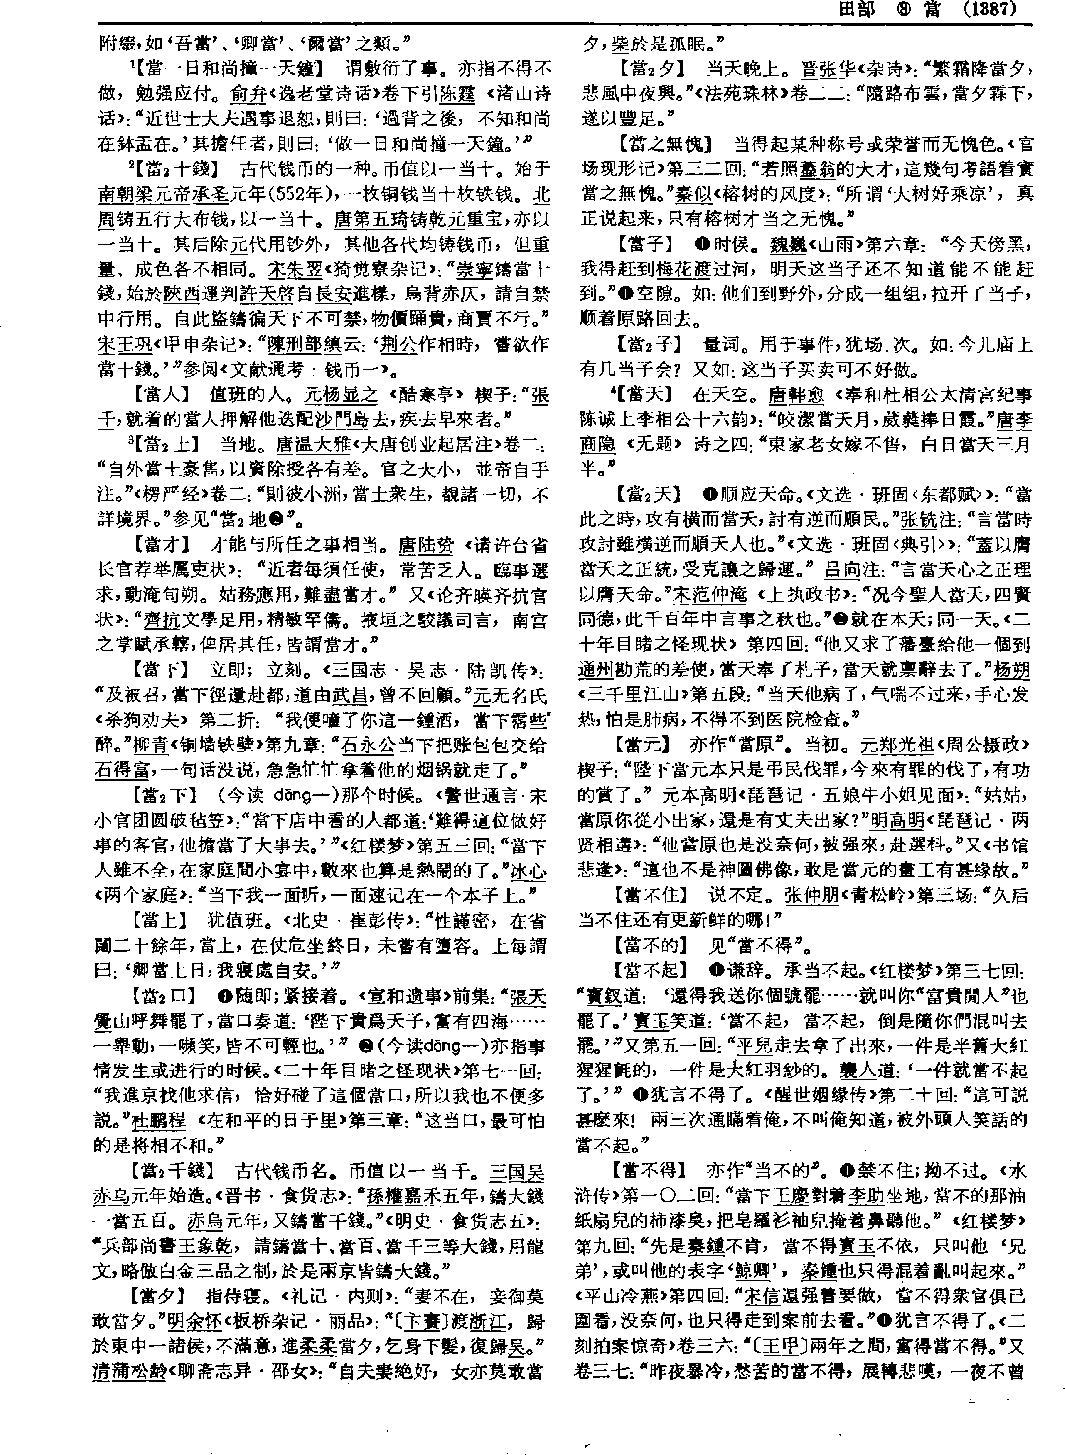 田部 ⑧ 當 (1387)
附缀，如‘吾當’、‘卿當’、‘爾當’之類。”
¹【當一日和尚撞一天鐘】 谓敷衍了事。亦指不得不
做，勉强应付。俞弁《逸老堂诗话》卷下引陈霆《渚山诗
话》：“近世士大夫遇事退恕，則曰：‘過背之後，不知和尚
在鉢盂在。’其擔任者，則曰：‘做一日和尚撞一天鐘。’”
²【當₂十錢】 古代钱币的一种。币值以一当十。始于
南朝梁元帝承圣元年(552年)，一枚铜钱当十枚铁钱。北
周铸五行大布钱，以一当十。唐第五琦铸乾元重宝，亦以
一当十。其后除元代用钞外，其他各代均铸钱币，但重
量、成色各不相同。宋朱翌《猗觉寮杂记》：“崇寧鑄當十
錢，始於陝西運判許天啓自長安進樣，烏背赤仄，請自禁
中行用。自此盜鑄徧天下不可禁，物價踊貴，商賈不行。”
宋王巩《甲申杂记》：“陳刑部縝云：‘荆公作相時，嘗欲作
當十錢。’”参阅《文献通考·钱币一》。
【當人】 值班的人。元杨显之《酷寒亭》楔子：“張
千，就着的當人押解他迭配沙門島去，疾去早來者。”
³【當₂土】 当地。唐温大雅《大唐创业起居注》卷二：
“自外當土豪雋，以資除授各有差。官之大小，並帝自手
注。”《楞严经》卷二：“則彼小洲，當土衆生，覩諸一切，不
詳境界。”参见“當₂地❷”。
【當才】 才能与所任之事相当。唐陆贽《请许台省
长官荐举属吏状》：“近者每須任使，常苦乏人。臨事選
求，動淹旬朔。姑務應用，難盡當才。”又《论齐暎齐抗官
状》：“齊抗文學足用，精敏罕儔。掖垣之駮議司言，南宫
之掌賦承轄，俾居其任，皆謂當才。”
【當下】 立即；立刻。《三国志·吴志·陆凯传》：
“及被召，當下徑還赴都，道由武昌，曾不回顧。”元无名氏
《杀狗劝夫》第二折：“我便噇了你這一鍾酒，當下霑些
醉。”柳青《铜墙铁壁》第九章：“石永公当下把账包包交给
石得富，一句话没说，急急忙忙拿着他的烟锅就走了。”
【當₂下】 (今读 dāng—)那个时候。《警世通言·宋
小官团圆破毡笠》：“當下店中看的人都道：‘難得這位做好
事的客官，他擔當了大事去。’”《红楼梦》第五三回：“當下
人雖不全，在家庭間小宴中，數來也算是熱鬧的了。”冰心
《两个家庭》：“当下我一面听，一面速记在一个本子上。”
【當上】 犹值班。《北史·崔彭传》：“性謹密，在省
闥二十餘年，當上，在仗危坐終日，未嘗有墮容。上每謂
曰：‘卿當上日，我寢處自安。’”
【當₂口】 ❶随即；紧接着。《宣和遗事》前集：“張天
覺山呼舞罷了，當口奏道：‘陛下貴爲天子，富有四海……
一舉動，一嚬笑，皆不可輕也。’” ❷(今读dāng—)亦指事
情发生或进行的时候。《二十年目睹之怪现状》第七一回：
“我進京找他求信，恰好碰了這個當口，所以我也不便多
説。”杜鹏程《在和平的日子里》第三章：“这当口，最可怕
的是将相不和。”
【當₂千錢】 古代钱币名。币值以一当千。三国吴
赤乌元年始造。《晋书·食货志》：“孫權嘉禾五年，鑄大錢
一當五百。赤烏元年，又鑄當千錢。”《明史·食货志五》：
“兵部尚書王象乾，請鑄當十、當百、當千三等大錢，用龍
文，略倣白金三品之制，於是兩京皆鑄大錢。”
【當夕】 指侍寝。《礼记·内则》：“妻不在，妾御莫
敢當夕。”明余怀《板桥杂记·丽品》：“〔卞賽〕渡浙江，歸
於東中一諸侯，不滿意，進柔柔當夕，乞身下髮，復歸吴。”
清蒲松龄《聊斋志异·邵女》：“自夫妻絶好，女亦莫敢當
夕，柴於是孤眠。”
【當₂夕】 当天晚上。晋张华《杂诗》：“繁霜降當夕，
悲風中夜興。”《法苑珠林》卷二二：“隨路布雲，當夕霖下，
遂以豐足。”
【當之無愧】 当得起某种称号或荣誉而无愧色。《官
场现形记》第三二回：“若照蓋翁的大才，這幾句考語着實
當之無愧。”秦似《榕树的风度》：“所谓‘大树好乘凉’，真
正说起来，只有榕树才当之无愧。”
【當子】 ❶时候。魏巍《山雨》第六章：“今天傍黑，
我得赶到梅花渡过河，明天这当子还不知道能不能赶
到。”❷空隙。如：他们到野外，分成一组组，拉开了当子，
顺着原路回去。
【當₂子】 量词。用于事件，犹场、次。如：今儿庙上
有几当子会？又如：这当子买卖可不好做。
⁴【當天】 在天空。唐韩愈《奉和杜相公太清宫纪事
陈诚上李相公十六韵》：“皎潔當天月，葳蕤捧日霞。”唐李
商隐《无题》诗之四：“東家老女嫁不售，白日當天三月
半。”
【當₂天】 ❶顺应天命。《文选·班固〈东都赋〉》：“當
此之時，攻有横而當天，討有逆而順民。”张铣注：“言當時
攻討雖横逆而順天人也。”《文选·班固〈典引〉》：“蓋以膺
當天之正統，受克讓之歸運。”吕向注：“言當天心之正理
以膺天命。”宋范仲淹《上执政书》：“况今聖人當天，四賢
同德，此千百年中言事之秋也。”❷就在本天；同一天。《二
十年目睹之怪现状》第四回：“他又求了藩臺給他一個到
通州勘荒的差使，當天奉了札子，當天就稟辭去了。”杨朔
《三千里江山》第五段：“当天他病了，气喘不过来，手心发
热，怕是肺病，不得不到医院检查。”
【當元】 亦作“當原”。当初。元郑光祖《周公摄政》
楔子：“陛下當元本只是弔民伐罪，今來有罪的伐了，有功
的賞了。”元本高明《琵琶记·五娘牛小姐见面》：“姑姑，
當原你從小出家，還是有丈夫出家？”明高明《琵琶记·两
贤相遘》：“他當原也是没奈何，被强來，赴選科。”又《书馆
悲逢》：“這也不是神圖佛像，敢是當元的畫工有甚缘故。”
【當不住】 说不定。张仲朋《青松岭》第三场：“久后
当不住还有更新鲜的哪！”
【當不的】 见“當不得”。
【當不起】 ❶谦辞。承当不起。《红楼梦》第三七回：
“寶釵道：‘還得我送你個號罷……就叫你“富貴閒人”也
罷了。’寶玉笑道：‘當不起，當不起，倒是隨你們混叫去
罷。’”又第五一回：“平兒走去拿了出來，一件是半舊大紅
猩猩氈的，一件是大紅羽紗的。襲人道：‘一件就當不起
了。’” ❷犹言不得了。《醒世姻缘传》第二十回：“這可説
甚麽來！兩三次通瞞着俺，不叫俺知道，被外頭人笑話的
當不起。”
【當不得】 亦作“当不的”。❶禁不住；拗不过。《水
浒传》第一〇二回：“當下王慶對着李助坐地，當不的那油
紙扇兒的柿漆臭，把皂羅衫袖兒掩着鼻聽他。”《红楼梦》
第九回：“先是秦鍾不肯，當不得寶玉不依，只叫他‘兄
弟’，或叫他的表字‘鯨卿’，秦鍾也只得混着亂叫起來。”
《平山冷燕》第四回：“宋信還强着要做，當不得衆官俱已
圍看，没奈何，也只得走到案前去看。”❷犹言不得了。《二
刻拍案惊奇》卷三六：“〔王甲〕兩年之間，富得當不得。”又
卷三七：“昨夜暴冷，愁苦的當不得，展轉悲嘆，一夜不曾